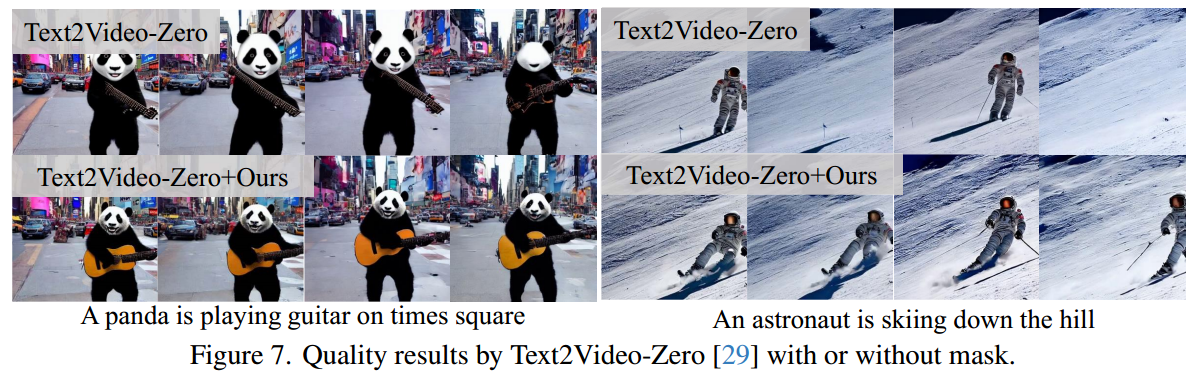 Text2Video-Zero
Text2Video-Zero
Text2Video-Zero+Ours
Text2Video-Zero+Ours
A panda is playing guitar on times square
An astronaut is skiing down the hill
Figure 7. Quality results by Text2Video-Zero [29] with or without mask.